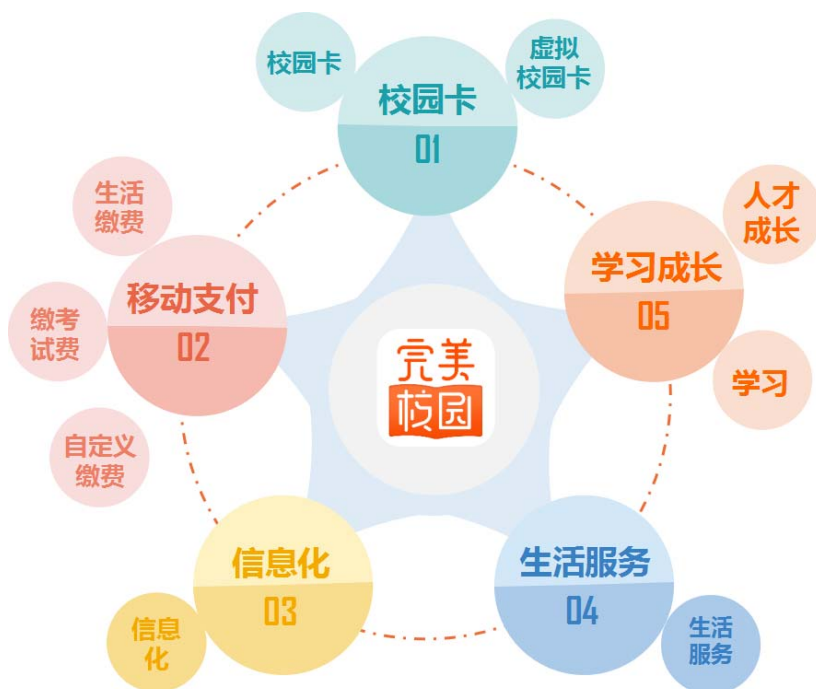 校园卡
虚拟
校园卡
校园卡
01
生活
缴费
缴考
试费
自定义
缴费
移动支付
02
人才
成长
学习成长
05
学习
完美
校园
信息化
03
信息
化
生活服务
04
生活
服务